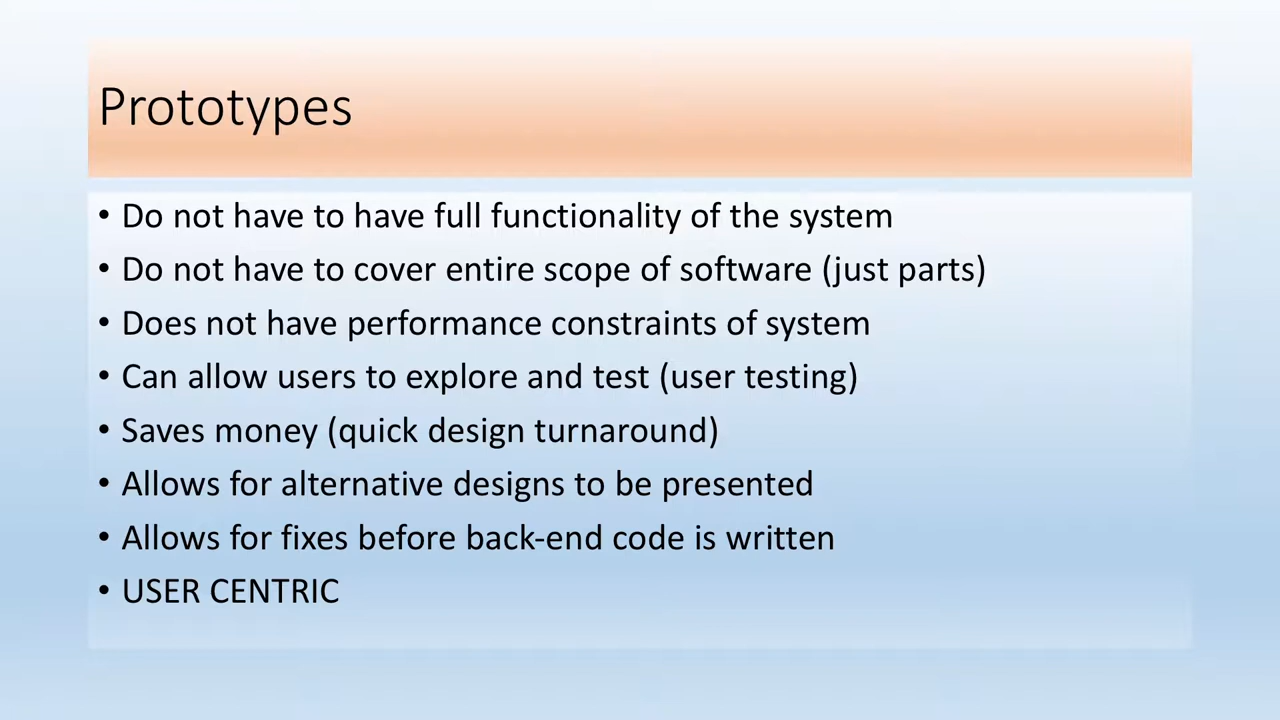 Prototypes
• Do not have to have full functionality of the system
• Do not have to cover entire scope of software (just parts)
• Does not have performance constraints of system
• Can allow users to explore and test (user testing)
• Saves money (quick design turnaround)
• Allows for alternative designs to be presented
• Allows for fixes before back-end code is written
• USER CENTRIC